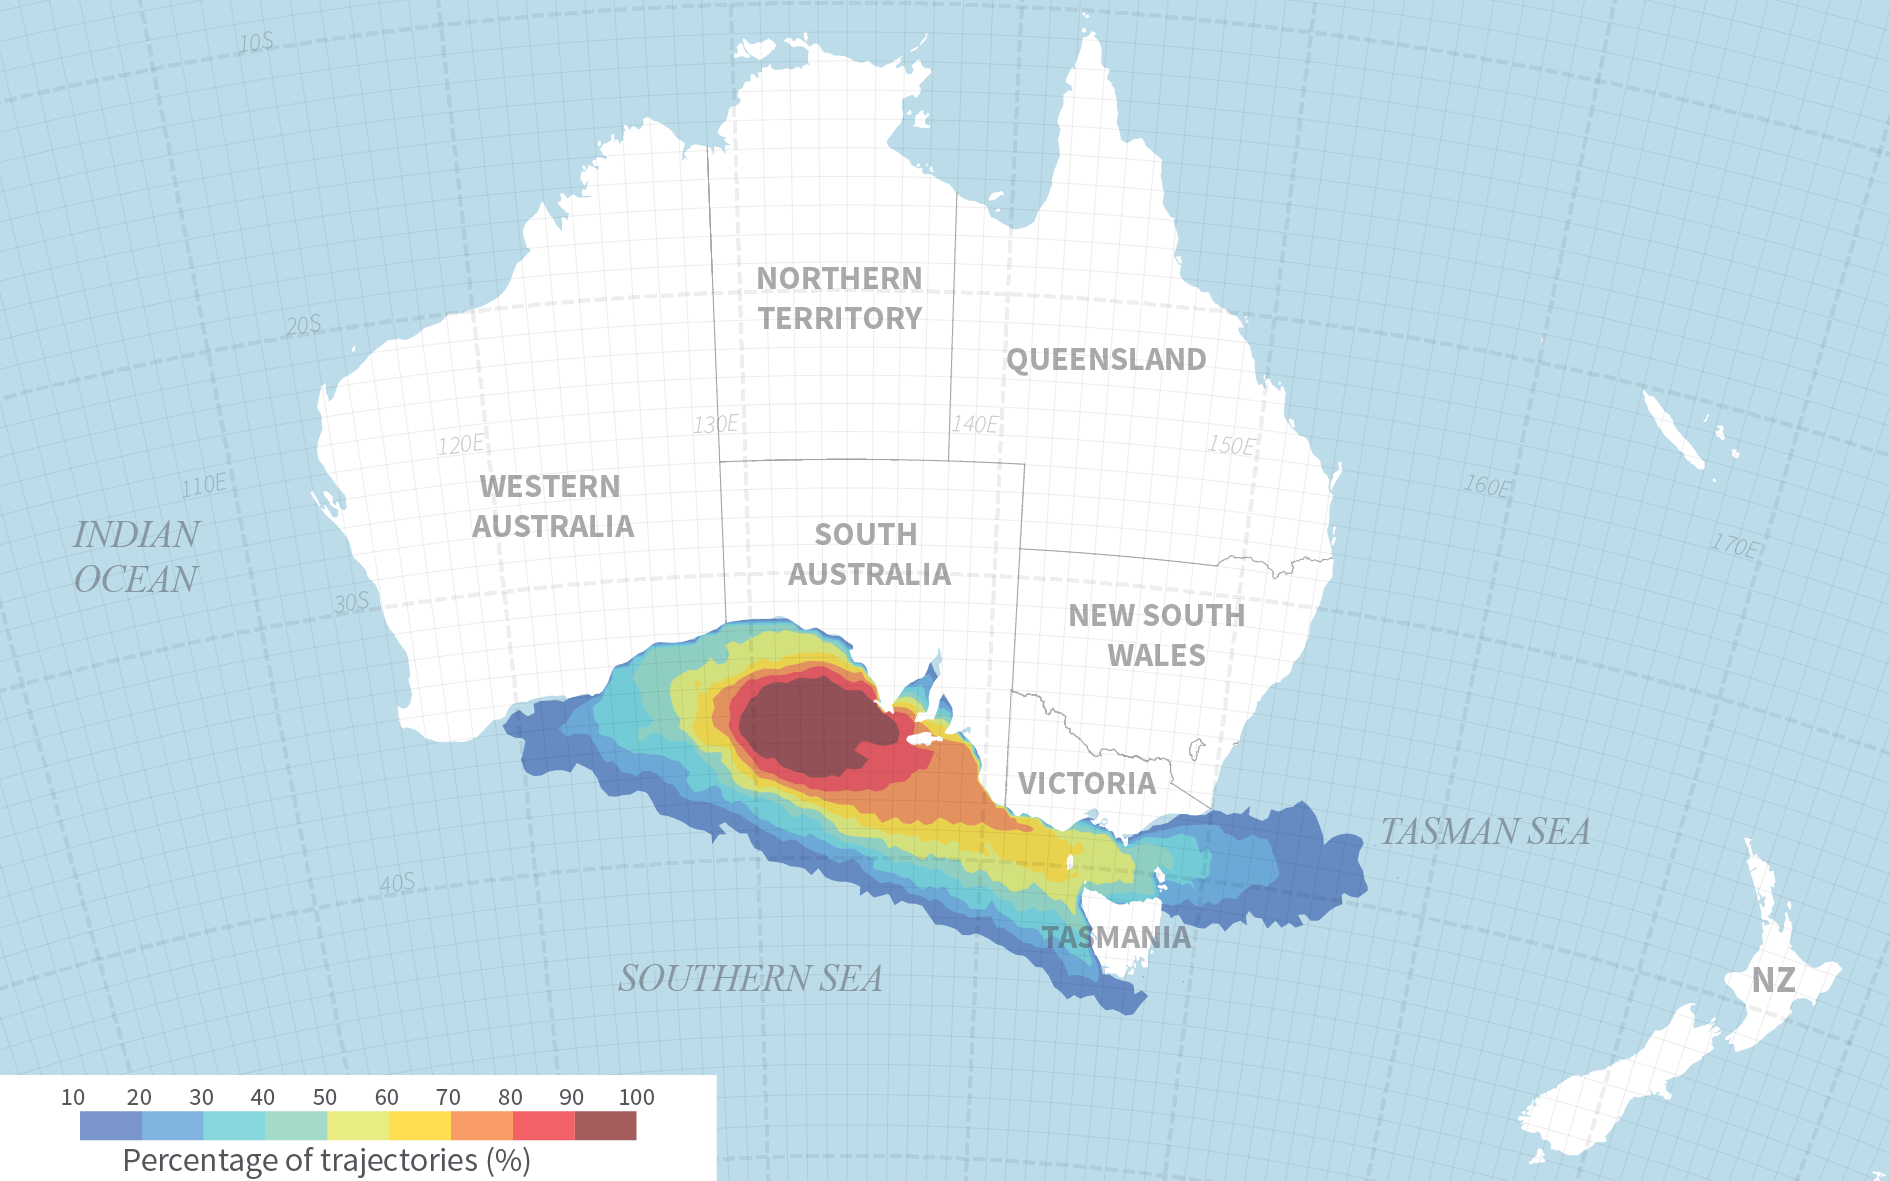 10S
NORTHERN
TERRITORY
20S
QUEENSLAND
130E
140E
120E
150E
110E
160E
WESTERN
AUSTRALIA
INDIAN
OCEAN
SOUTH
AUSTRALIA
170E
30S
NEW SOUTH
WALES
VICTORIA
TASMAN SEA
40S
TASMANIA
SOUTHERN SEA
NZ
10 20 30 40 50 60 70 80 90 100
Percentage of trajectories (%)